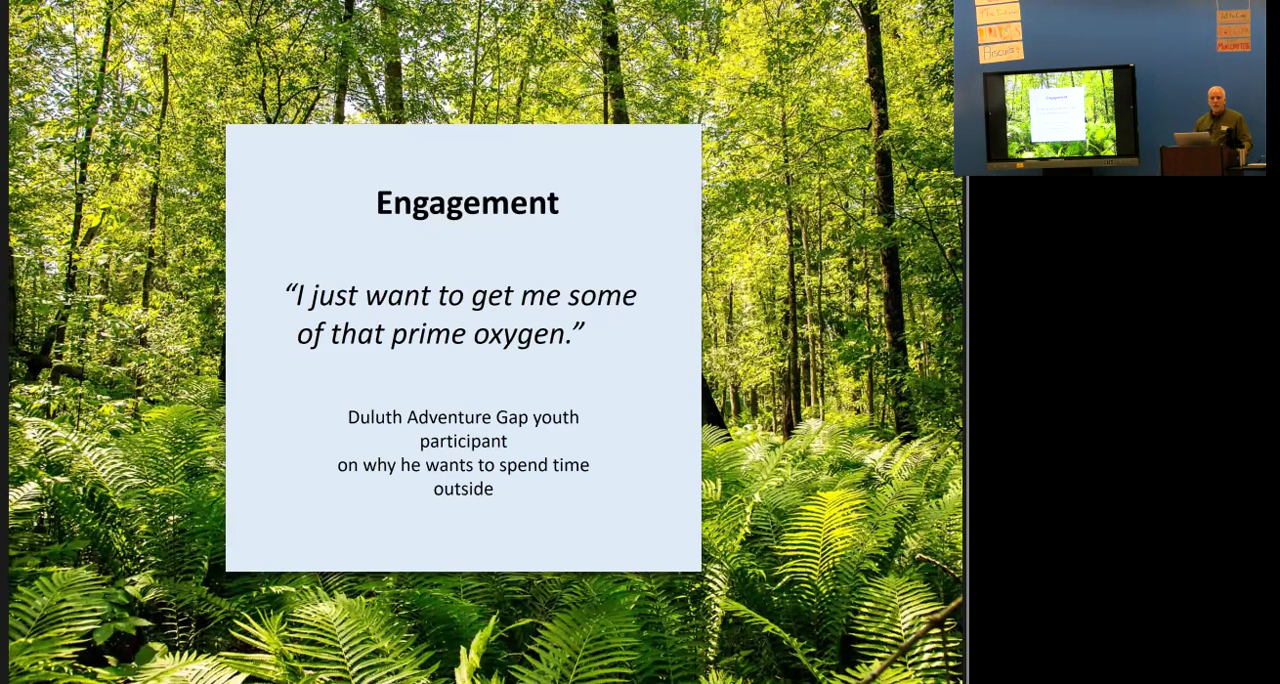 Engagement
“I just want to get me some
of that prime oxygen.”
Duluth Adventure Gap youth
participant
on why he wants to spend time
outside
Engagement